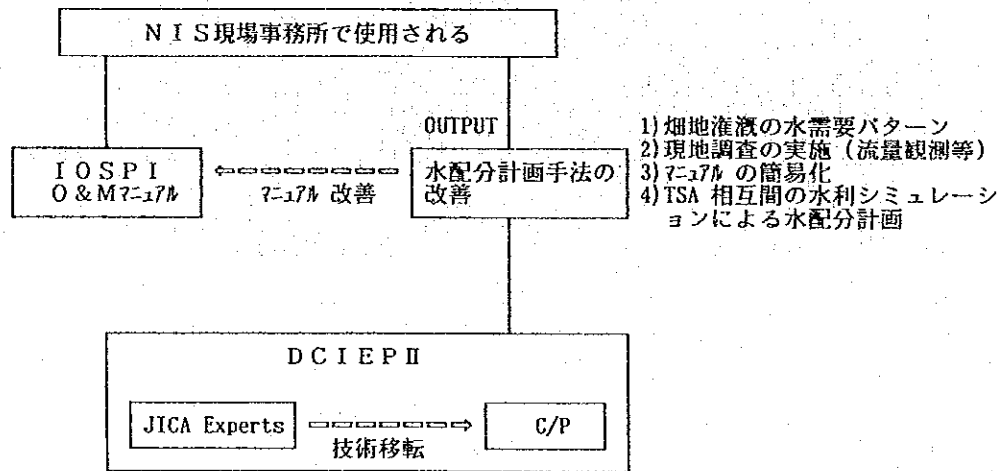 ＮＩＳ現場事務所で使用される
OUTPUT
ＩＯＳＰＩ
Ｏ＆Ｍﾏﾆｭｱﾙ
ﾏﾆｭｱﾙ 改善
水配分計画手法の
改善
1)畑地灌漑の水需要パターン
2)現地調査の実施（流量観測等）
3)ﾏﾆｭｱﾙ の簡易化
4)TSA 相互間の水利シミュレーシ
ョンによる水配分計画
ＤＣＩＥＰⅡ
JICA Experts
技術移転
C/P